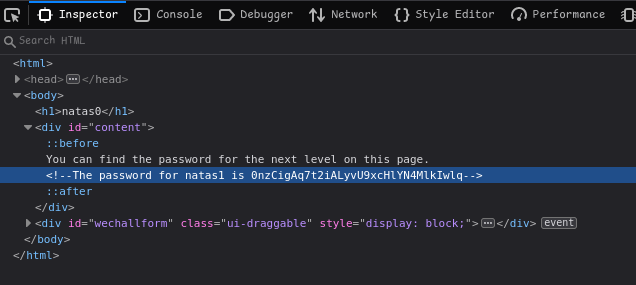 Inspector Console Debugger Network {} Style Editor Performance
Search HTML
<html>
<head> ••• </head>
<body>
<h1>natas0</h1>
<div id="content">
::before
You can find the password for the next level on this page.
<!--The password for natas1 is 0nzCigAq7t2iALyvU9xcHlYN4MlkIwlq-->
::after
</div>
<div id="wechallform" class="ui-draggable" style="display: block;"> ••• </div> event
</body>
</html>